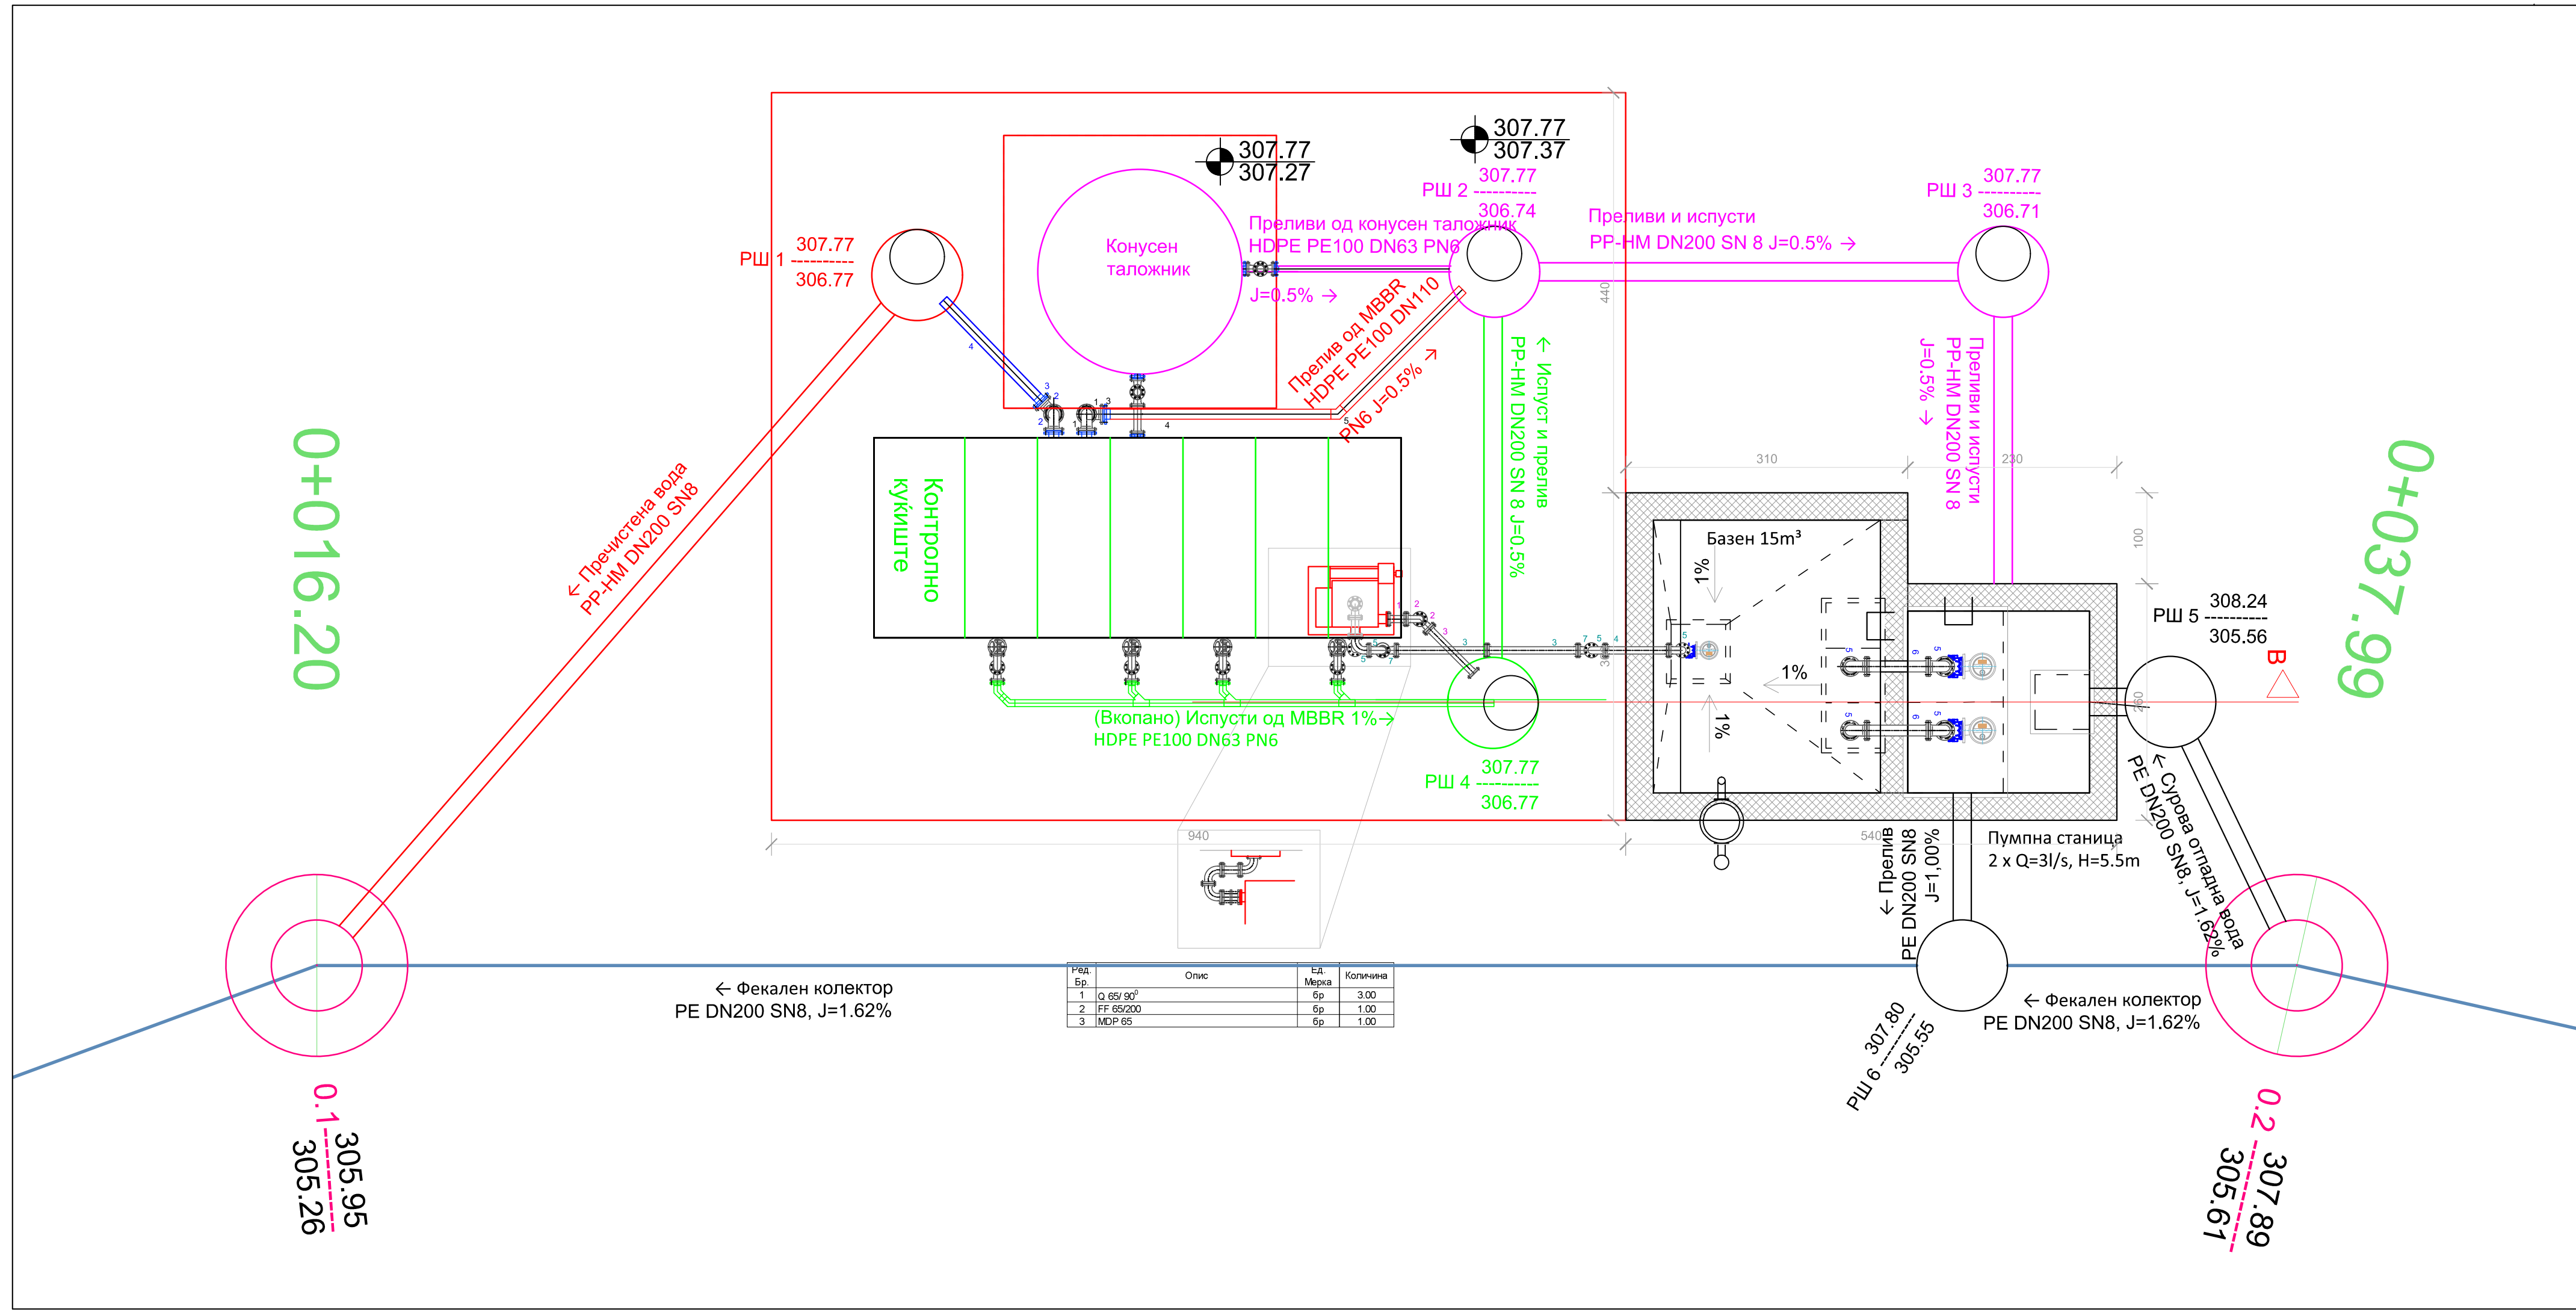 307.77
307.27
307.77
307.37
РШ 1
307.77
306.77
Конусен
таложник
Преливи од конусен таложник
HDPE PE100 DN63 PN6
J=0.5% →
РШ 2
307.77
306.74
Преливи и испусти
PP-HM DN200 SN 8 J=0.5% →
РШ 3
307.77
306.71
Прелив од MBBR
HDPE PE100 DN110
PN6 J=0.5% →
← Испуст и прелив
PP-HM DN200 SN 8 J=0.5%
Преливи и испусти
PP-HM DN200 SN 8
J=0.5% →
440
310
230
100
260
0+016.20
0+037.99
← Пречистена вода
PP-HM DN200 SN8
Контролно
куќиште
Базен 15m³
1%
1%
1%
РШ 5
308.24
305.56
B
(Вкопано) Испусти од MBBR 1%→
HDPE PE100 DN63 PN6
РШ 4
307.77
306.77
940
540
← Прелив
PE DN200 SN8
J=1,00%
Пумпна станица
2 x Q=3l/s, H=5.5m
← Сурова отпадна вода
PE DN200 SN8, J=1.62%
← Фекален колектор
PE DN200 SN8, J=1.62%
Ред. Бр. Опис Ед. Мерка Количина
1 Q 65/ 90⁰ бр 3.00
2 FF 65/200 бр 1.00
3 MDP 65 бр 1.00
← Фекален колектор
PE DN200 SN8, J=1.62%
РШ 6
307.80
305.55
0.1
305.95
305.26
0.2
307.89
305.61